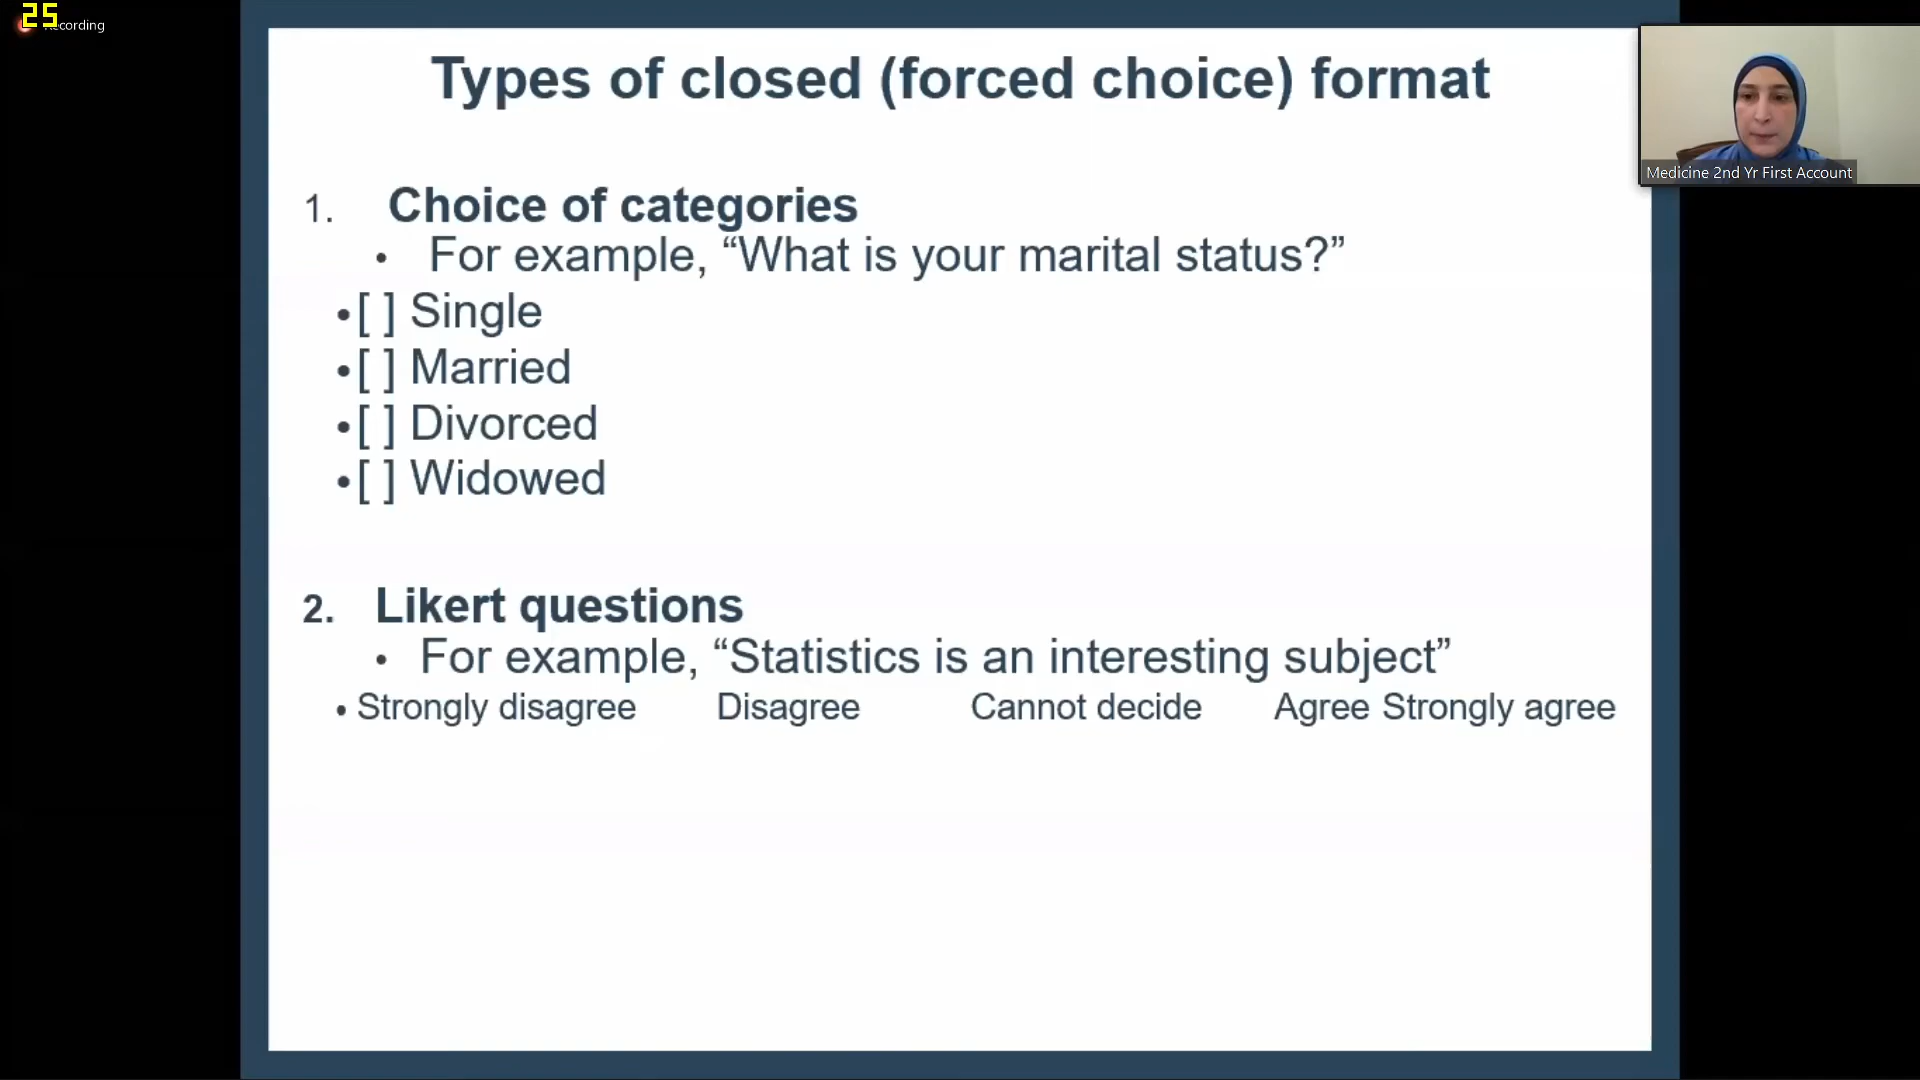 25
Recording
Types of closed (forced choice) format
Medicine 2nd Yr First Account
1. Choice of categories
• For example, “What is your marital status?”
•[ ] Single
•[ ] Married
•[ ] Divorced
•[ ] Widowed
2. Likert questions
• For example, “Statistics is an interesting subject”
• Strongly disagree Disagree Cannot decide Agree Strongly agree